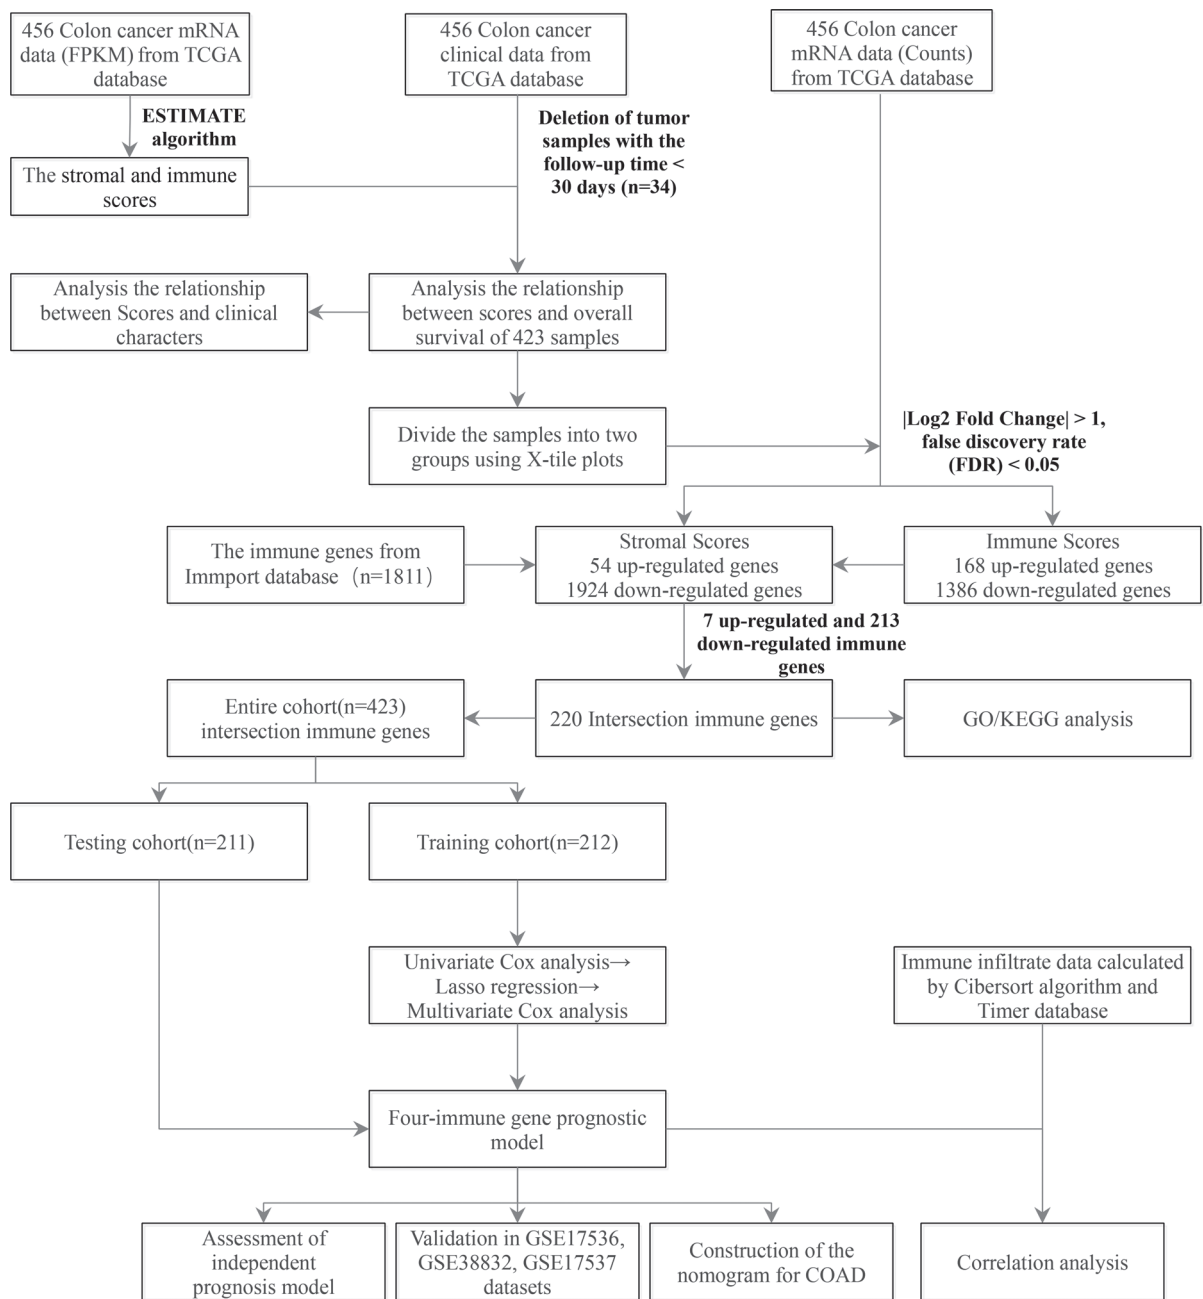 456 Colon cancer mRNA
data (FPKM) from TCGA
database
456 Colon cancer
clinical data from
TCGA database
456 Colon cancer
mRNA data (Counts)
from TCGA database
ESTIMATE
algorithm
Deletion of tumor
samples with the
follow-up time <
30 days (n=34)
The stromal and immune
scores
Analysis the relationship
between Scores and clinical
characters
Analysis the relationship
between scores and overall
survival of 423 samples
Divide the samples into two
groups using X-tile plots
|Log2 Fold Change| > 1,
false discovery rate
(FDR) < 0.05
The immune genes from
Immport database（n=1811）
Stromal Scores
54 up-regulated genes
1924 down-regulated genes
Immune Scores
168 up-regulated genes
1386 down-regulated genes
7 up-regulated and 213
down-regulated immune
genes
Entire cohort(n=423)
intersection immune genes
220 Intersection immune genes
GO/KEGG analysis
Testing cohort(n=211)
Training cohort(n=212)
Univariate Cox analysis→
Lasso regression→
Multivariate Cox analysis
Immune infiltrate data calculated
by Cibersort algorithm and
Timer database
Four-immune gene prognostic
model
Assessment of
independent
prognosis model
Validation in GSE17536,
GSE38832, GSE17537
datasets
Construction of the
nomogram for COAD
Correlation analysis